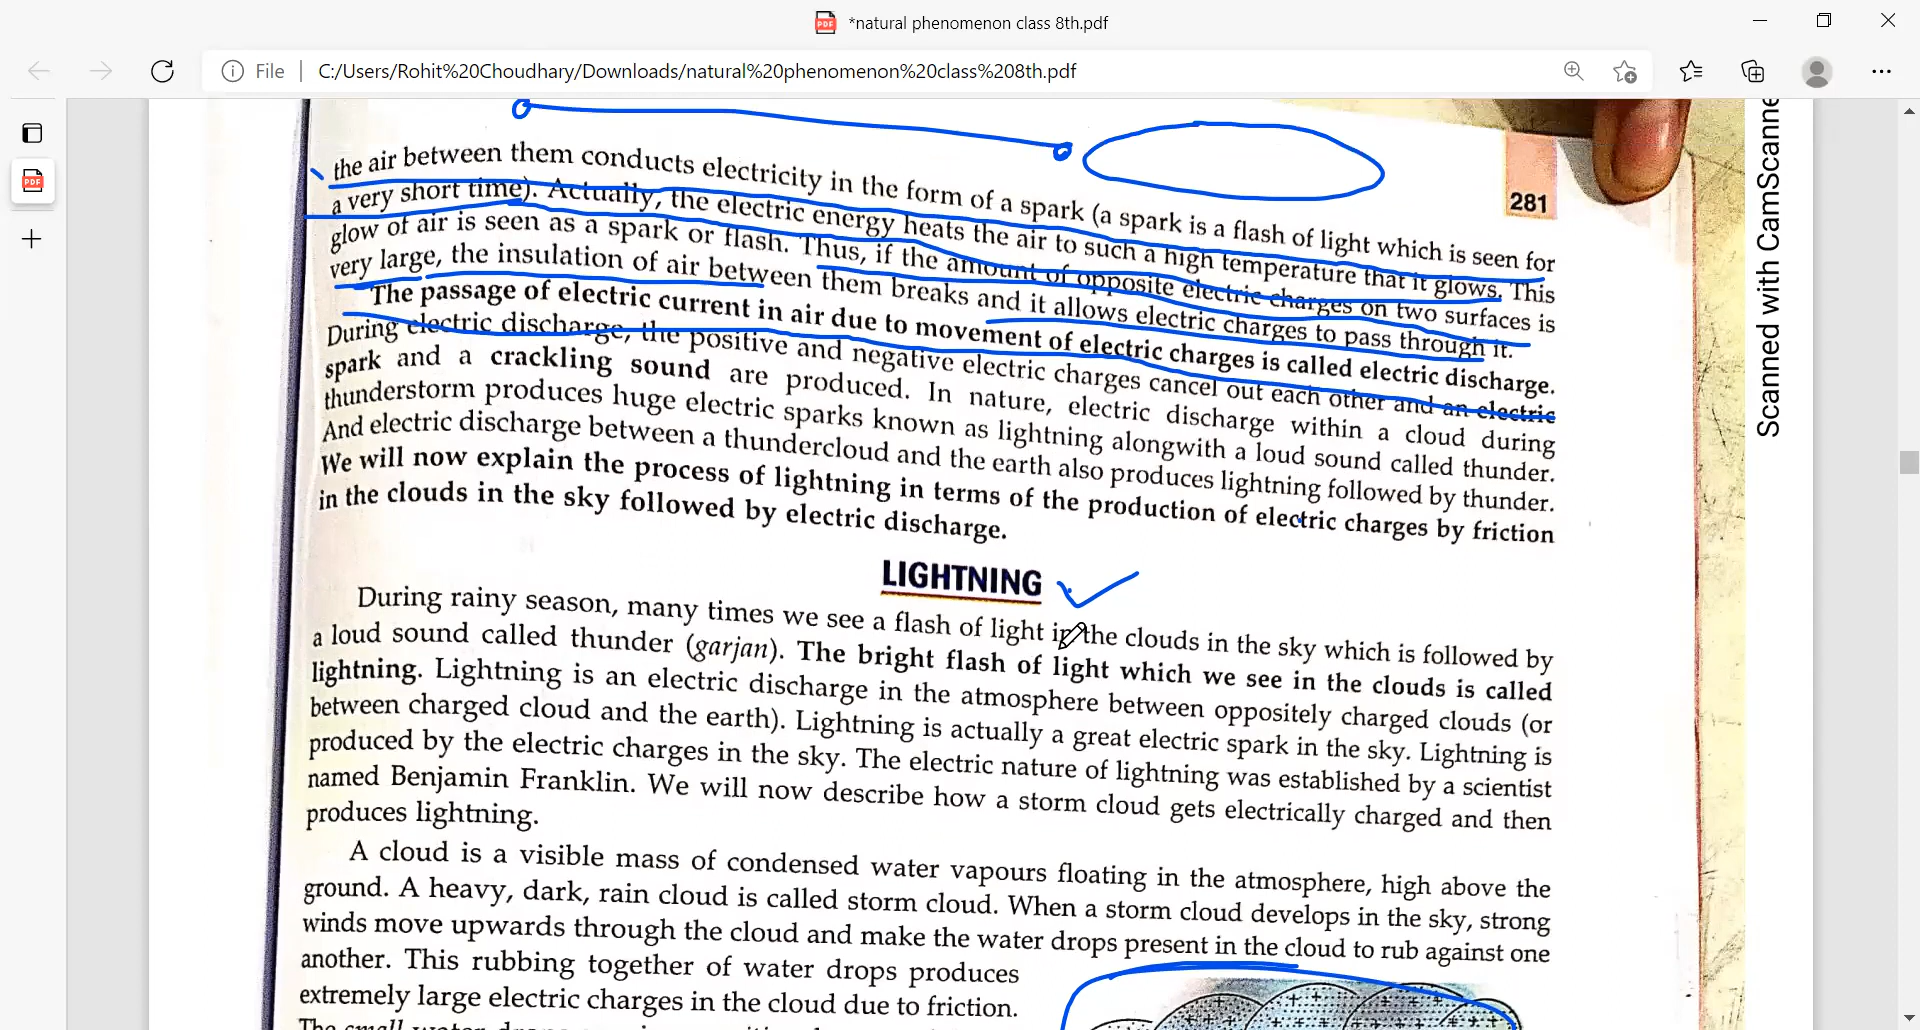 *natural phenomenon class 8th.pdf
File
C:/Users/Rohit%20Choudhary/Downloads/natural%20phenomenon%20class%208th.pdf
281
Scanned with CamScanne
the air between them conducts electricity in the form of a spark (a spark is a flash of light which is seen for
a very short time). Actually, the electric energy heats the air to such a high temperature that it glows. This
glow of air is seen as a spark or flash. Thus, if the amount of opposite electric charges on two surfaces is
very large, the insulation of air between them breaks and it allows electric charges to pass through it.
The passage of electric current in air due to movement of electric charges is called electric discharge.
During electric discharge, the positive and negative electric charges cancel out each other and an electric
spark and a crackling sound are produced. In nature, electric discharge within a cloud during
thunderstorm produces huge electric sparks known as lightning alongwith a loud sound called thunder.
And electric discharge between a thundercloud and the earth also produces lightning followed by thunder.
We will now explain the process of lightning in terms of the production of electric charges by friction
in the clouds in the sky followed by electric discharge.
LIGHTNING
During rainy season, many times we see a flash of light in the clouds in the sky which is followed by
a loud sound called thunder (garjan). The bright flash of light which we see in the clouds is called
lightning. Lightning is an electric discharge in the atmosphere between oppositely charged clouds (or
between charged cloud and the earth). Lightning is actually a great electric spark in the sky. Lightning is
produced by the electric charges in the sky. The electric nature of lightning was established by a scientist
named Benjamin Franklin. We will now describe how a storm cloud gets electrically charged and then
produces lightning.
A cloud is a visible mass of condensed water vapours floating in the atmosphere, high above the
ground. A heavy, dark, rain cloud is called storm cloud. When a storm cloud develops in the sky, strong
winds move upwards through the cloud and make the water drops present in the cloud to rub against one
another. This rubbing together of water drops produces
extremely large electric charges in the cloud due to friction.
The small water drops